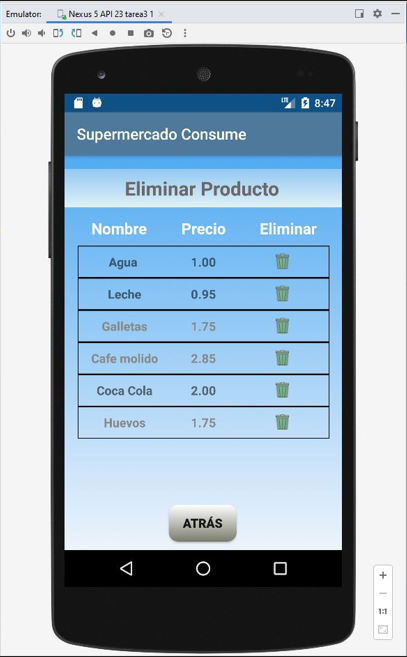 Emulator: Nexus 5 API 23 tarea3 1
LTE 8:47
Supermercado Consume
Eliminar Producto
Nombre Precio Eliminar
Agua 1.00
Leche 0.95
Galletas 1.75
Cafe molido 2.85
Coca Cola 2.00
Huevos 1.75
ATRÁS
1:1